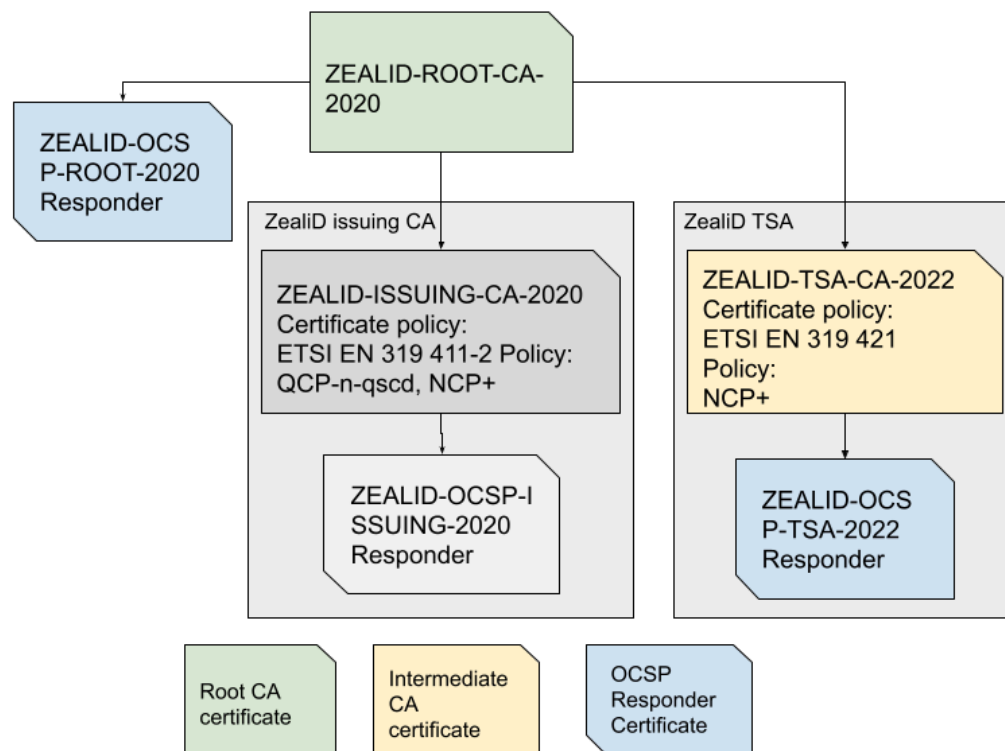 ZEALID-ROOT-CA-
2020
ZEALID-OCS
P-ROOT-2020
Responder
ZealiD issuing CA
ZEALID-ISSUING-CA-2020
Certificate policy:
ETSI EN 319 411-2 Policy:
QCP-n-qscd, NCP+
ZEALID-OCSP-I
SSUING-2020
Responder
ZealiD TSA
ZEALID-TSA-CA-2022
Certificate policy:
ETSI EN 319 421
Policy:
NCP+
ZEALID-OCS
P-TSA-2022
Responder
Root CA
certificate
Intermediate
CA
certificate
OCSP
Responder
Certificate